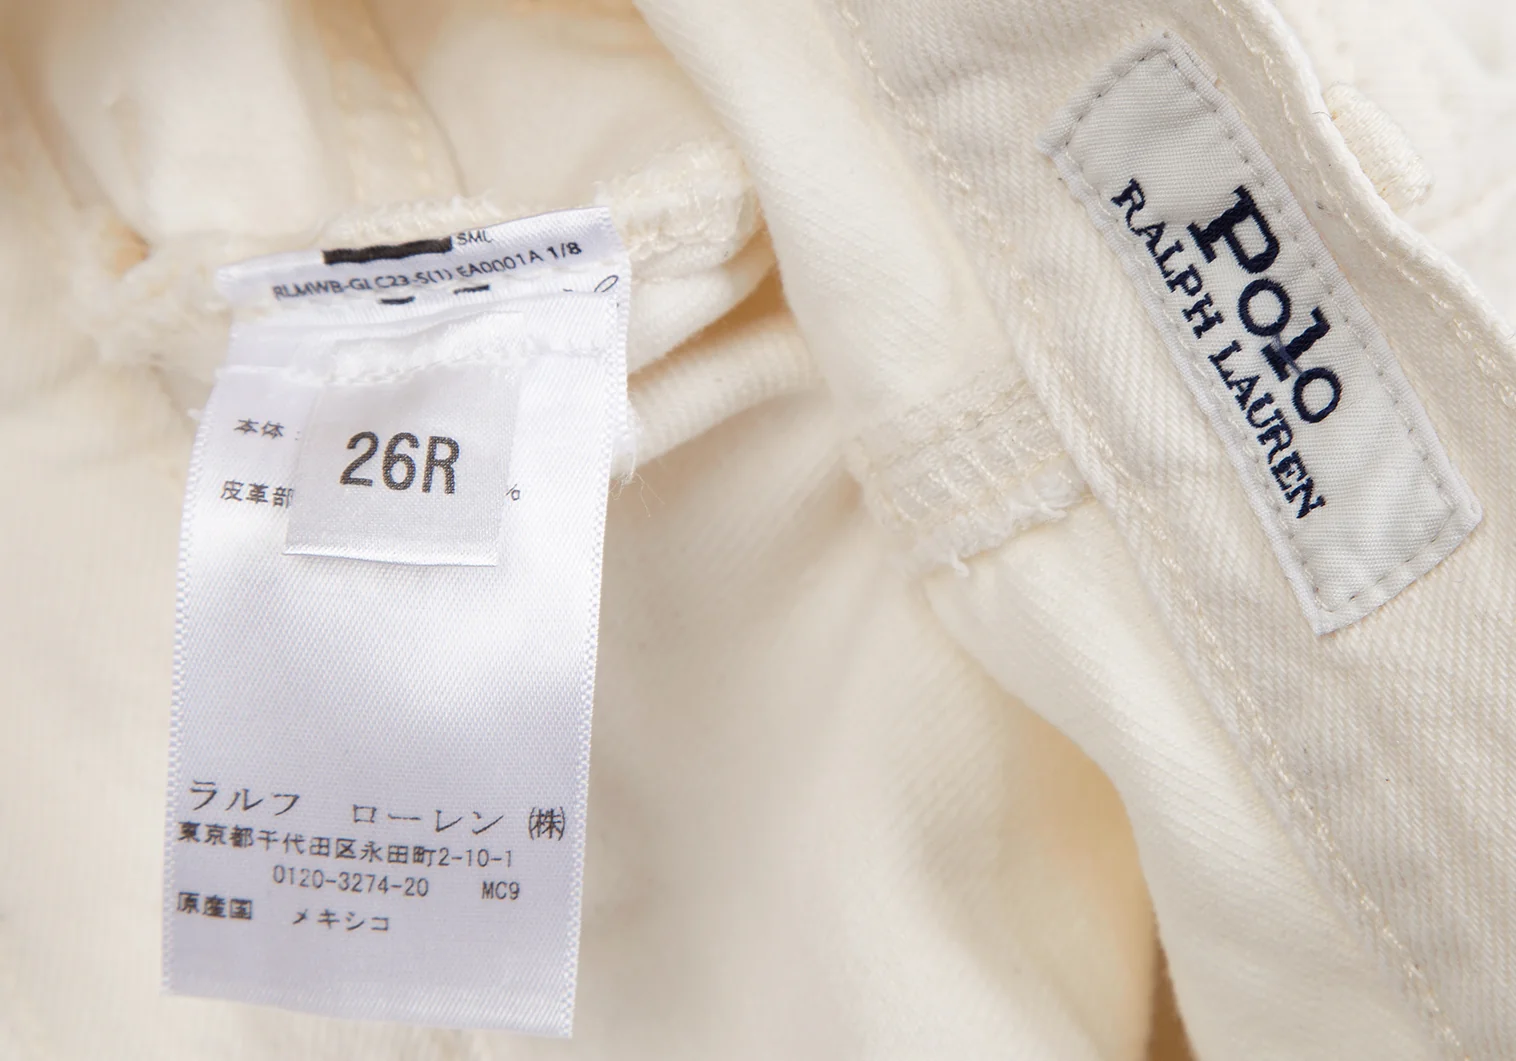 SML
RLMWB-GLC23-S(1) EA0001A 1/8
本体 :
26R
皮革部
%
ラルフ ローレン ㈱
東京都千代田区永田町2-10-1
0120-3274-20 MC9
原産国 メキシコ
Polo
RALPH LAUREN